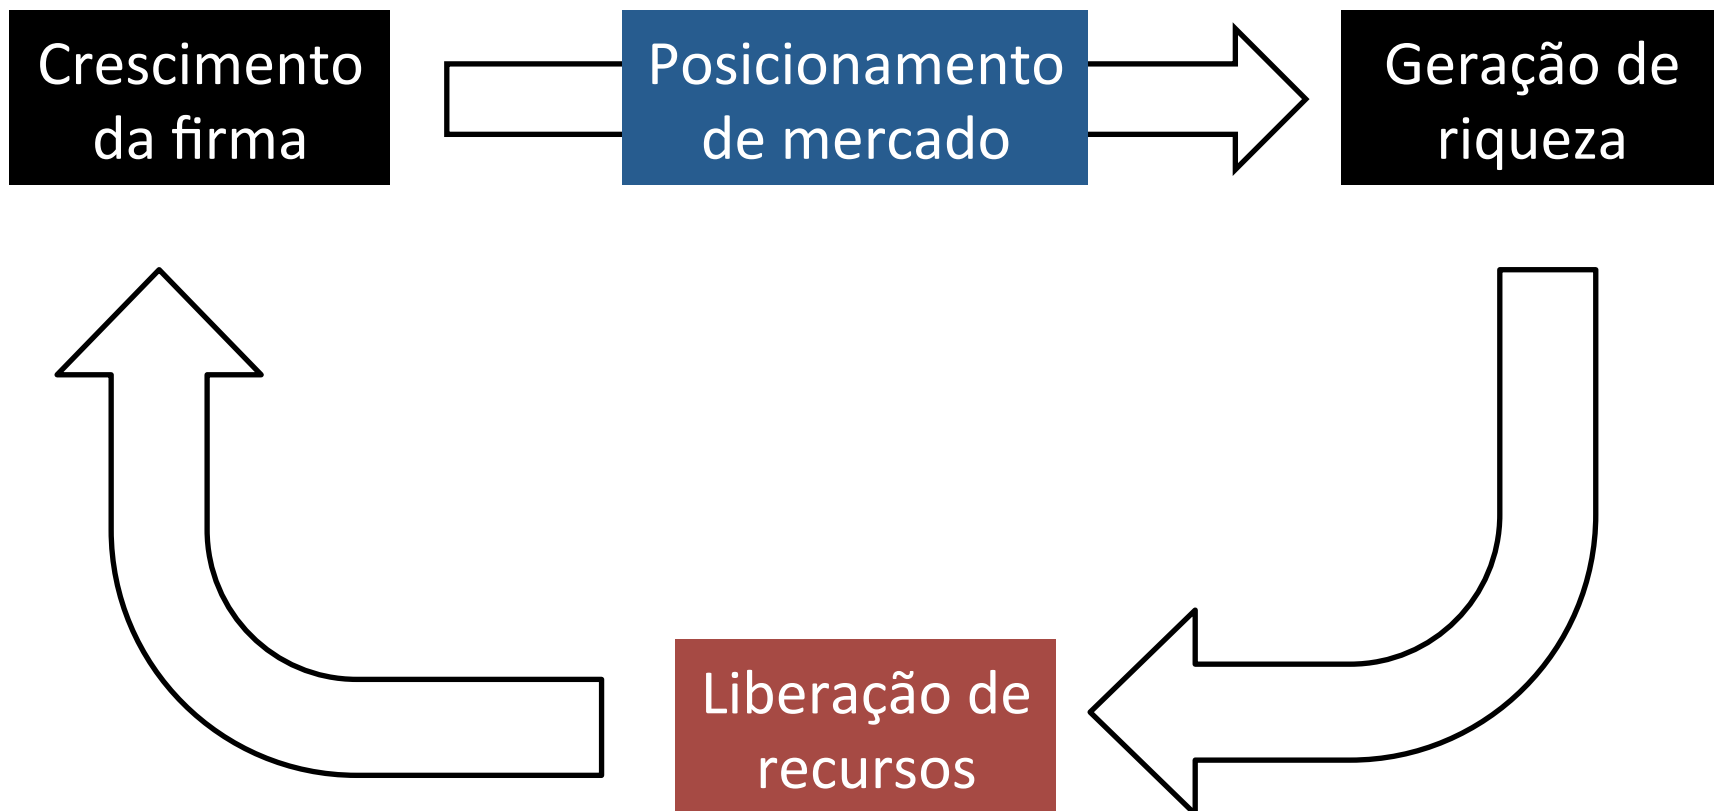 Crescimento
da firma
Posicionamento
de mercado
Geração de
riqueza
Liberação de
recursos